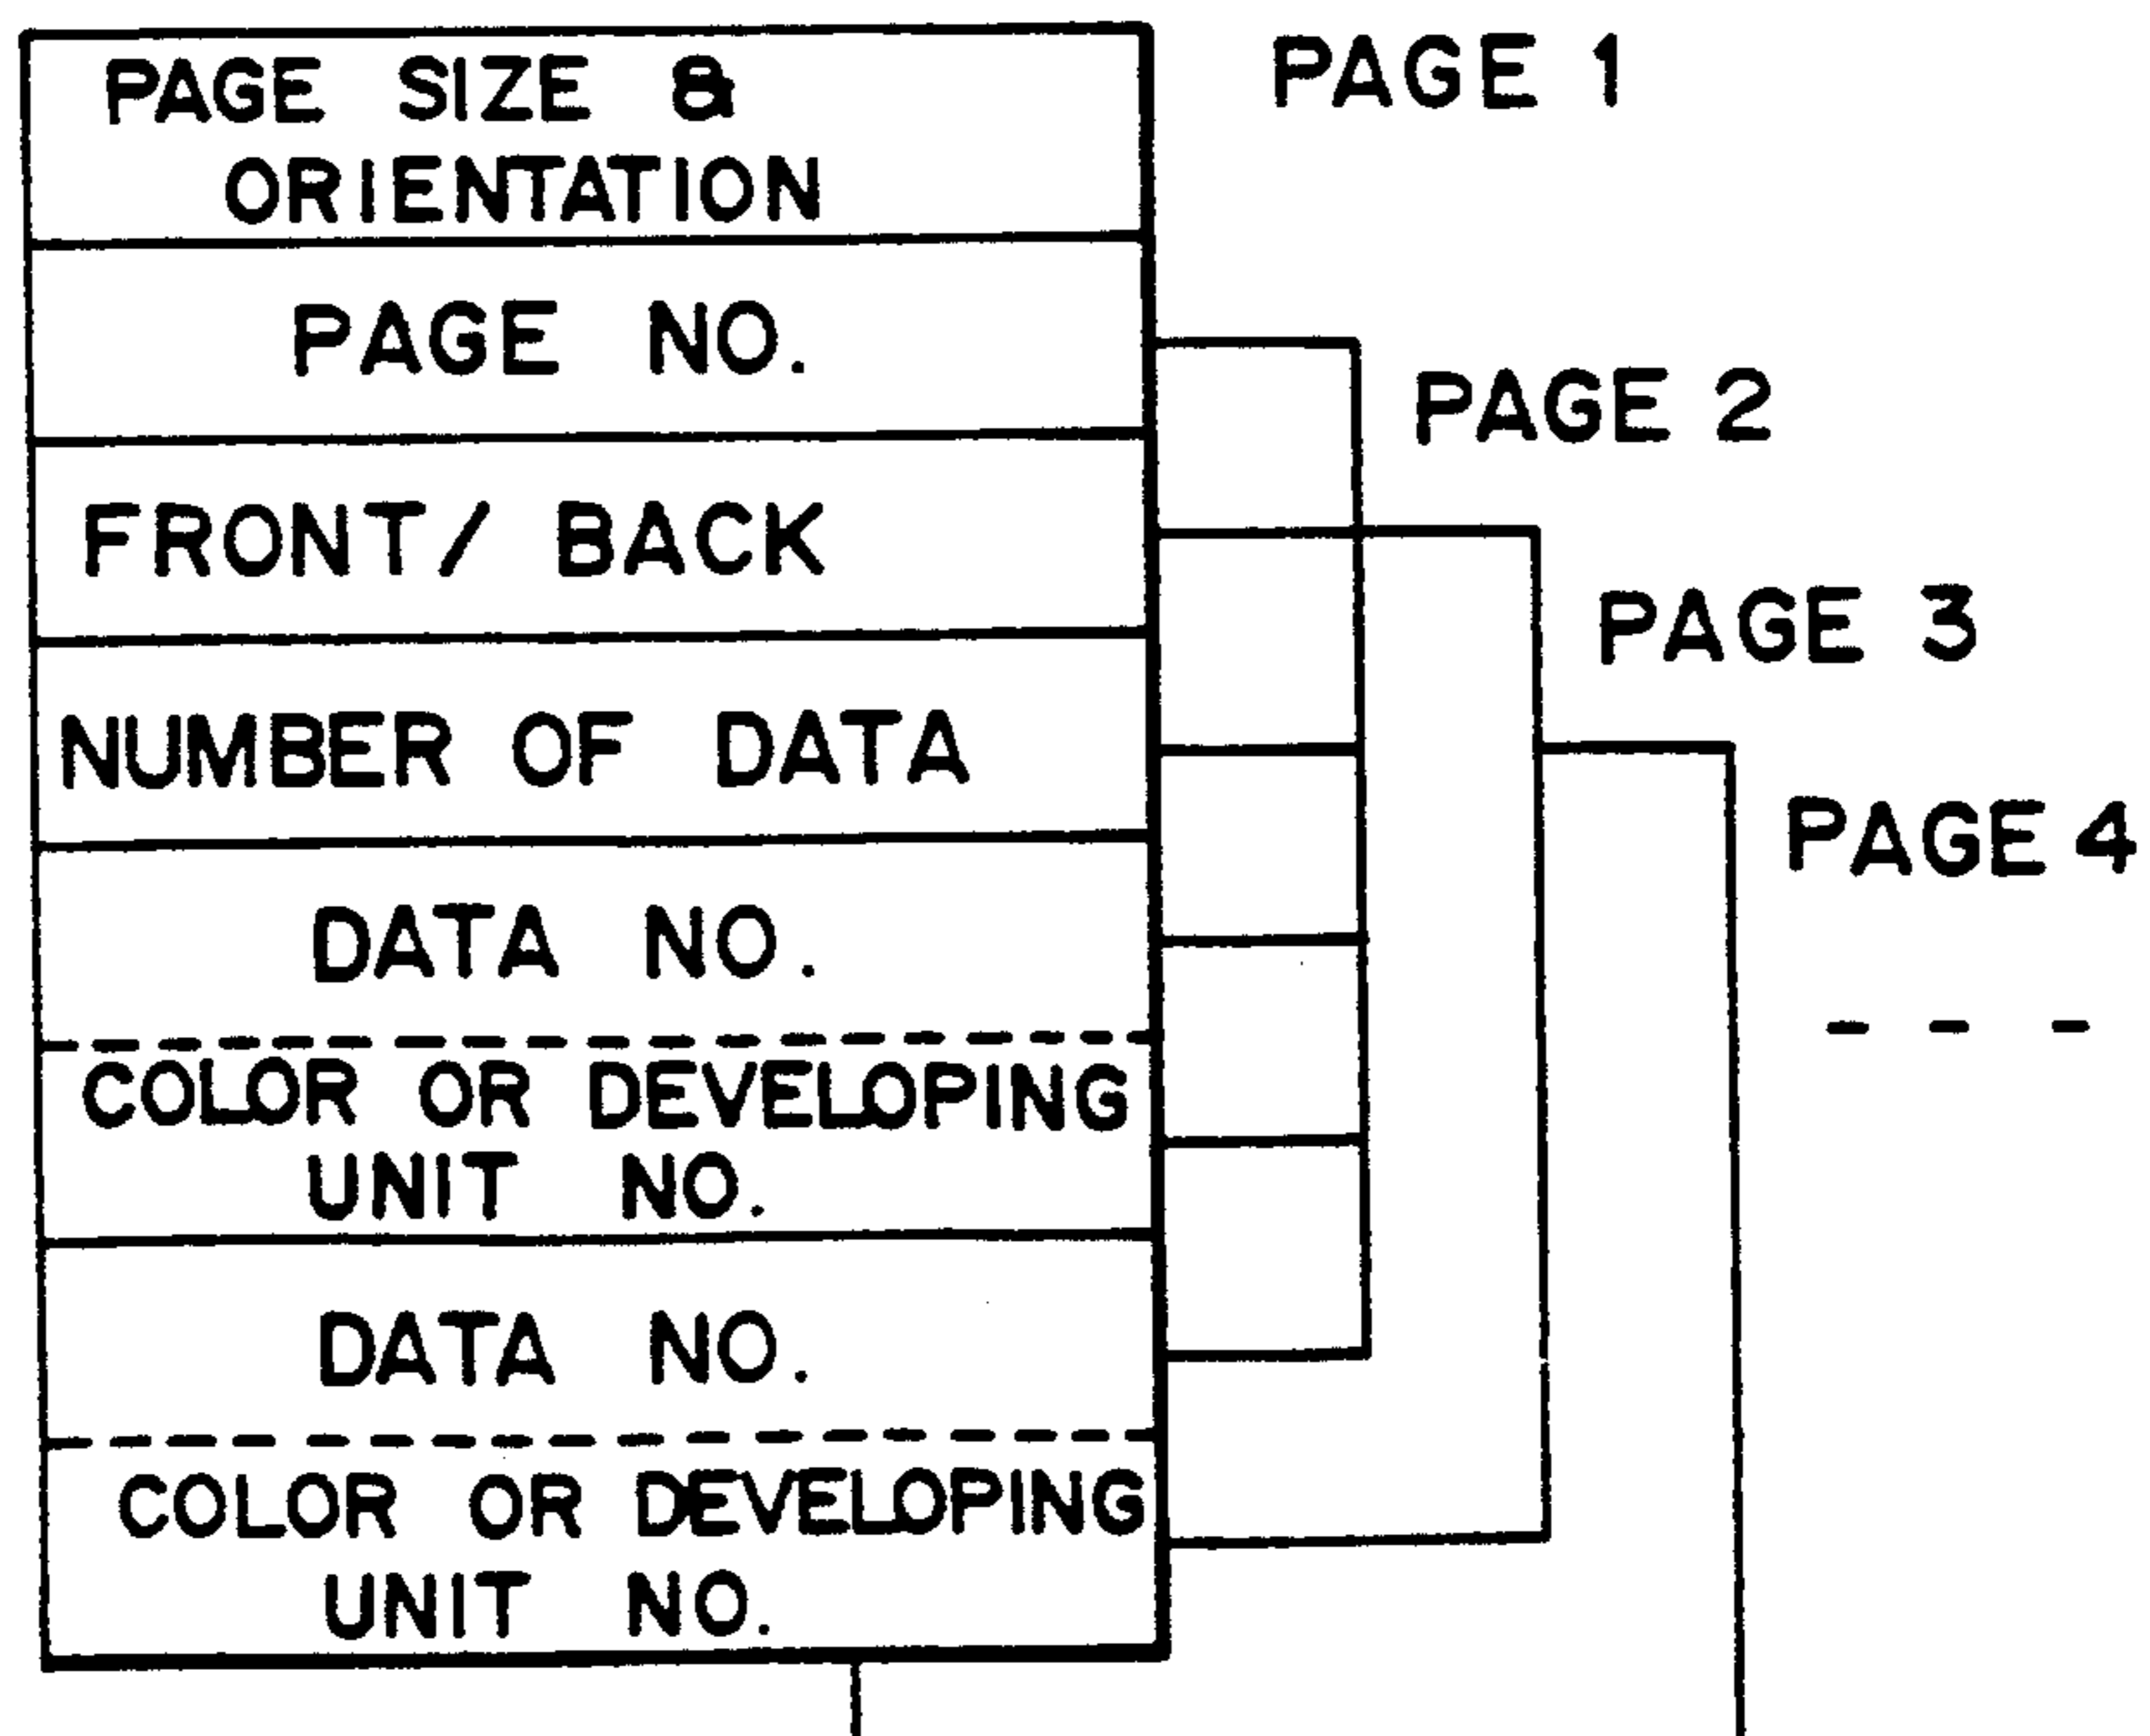 PAGE SIZE &
ORIENTATION
PAGE NO.
FRONT/ BACK
NUMBER OF DATA
DATA NO.
COLOR OR DEVELOPING
UNIT NO.
DATA NO.
COLOR OR DEVELOPING
UNIT NO.
PAGE 1
PAGE 2
PAGE 3
PAGE 4
- - -